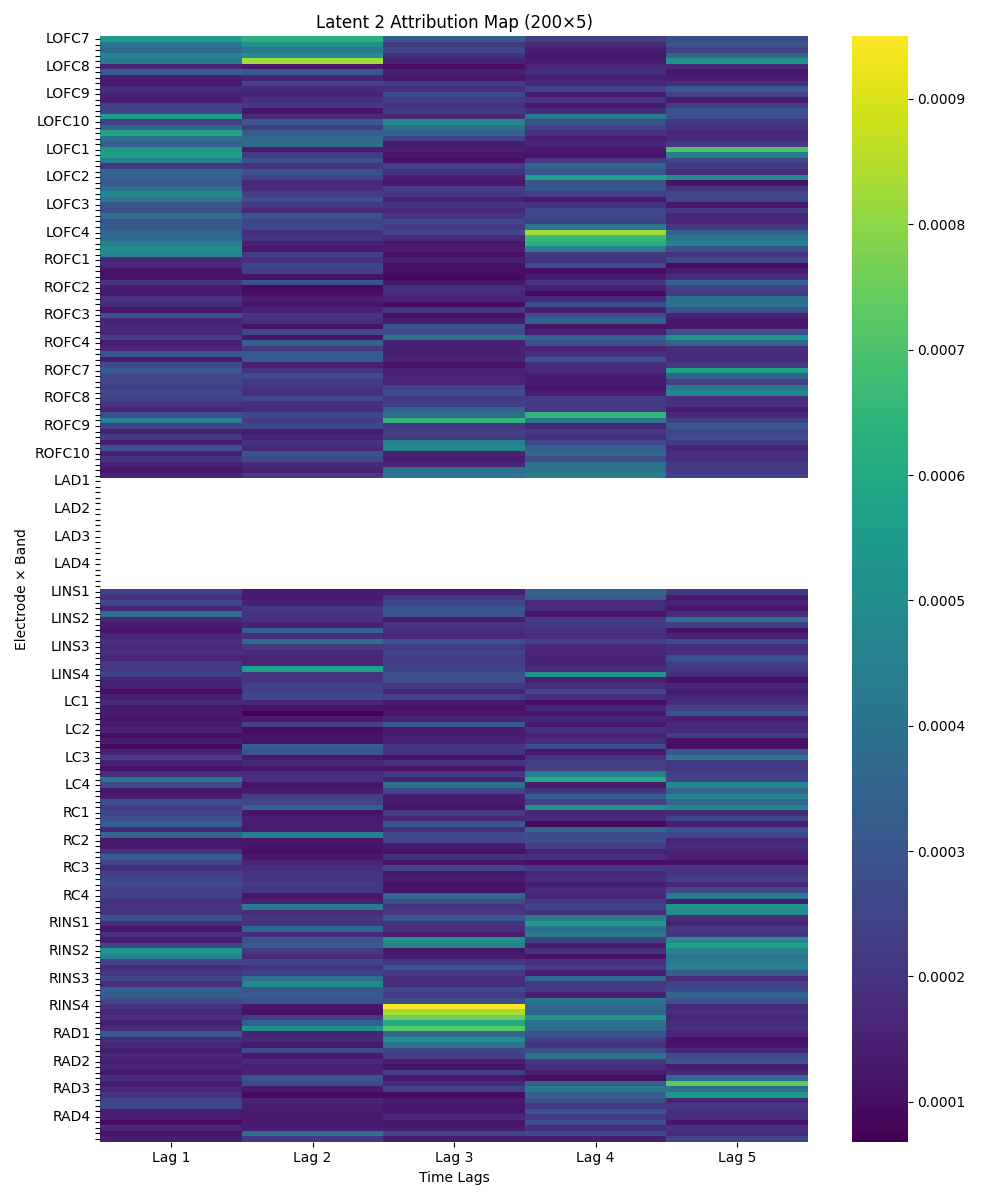 Latent 2 Attribution Map (200×5)
LOFC7
LOFC8
LOFC9
LOFC10
LOFC1
LOFC2
LOFC3
LOFC4
ROFC1
ROFC2
ROFC3
ROFC4
ROFC7
ROFC8
ROFC9
ROFC10
LAD1
LAD2
LAD3
LAD4
LINS1
LINS2
LINS3
LINS4
LC1
LC2
LC3
LC4
RC1
RC2
RC3
RC4
RINS1
RINS2
RINS3
RINS4
RAD1
RAD2
RAD3
RAD4
Electrode × Band
Lag 1 Lag 2 Lag 3 Lag 4 Lag 5
Time Lags
0.0009
0.0008
0.0007
0.0006
0.0005
0.0004
0.0003
0.0002
0.0001